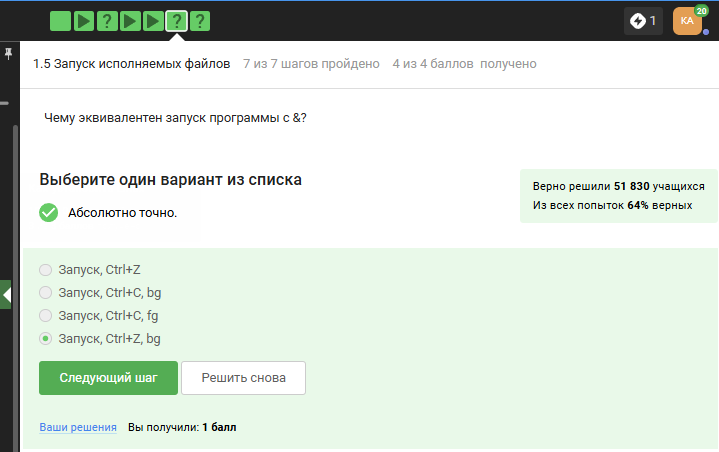 ? ? ?
1
КА
20
1.5 Запуск исполняемых файлов 7 из 7 шагов пройдено 4 из 4 баллов получено
Чему эквивалентен запуск программы с &?
Выберите один вариант из списка
Абсолютно точно.
Верно решили 51 830 учащихся
Из всех попыток 64% верных
Запуск, Ctrl+Z
Запуск, Ctrl+C, bg
Запуск, Ctrl+C, fg
Запуск, Ctrl+Z, bg
Следующий шаг Решить снова
Ваши решения Вы получили: 1 балл